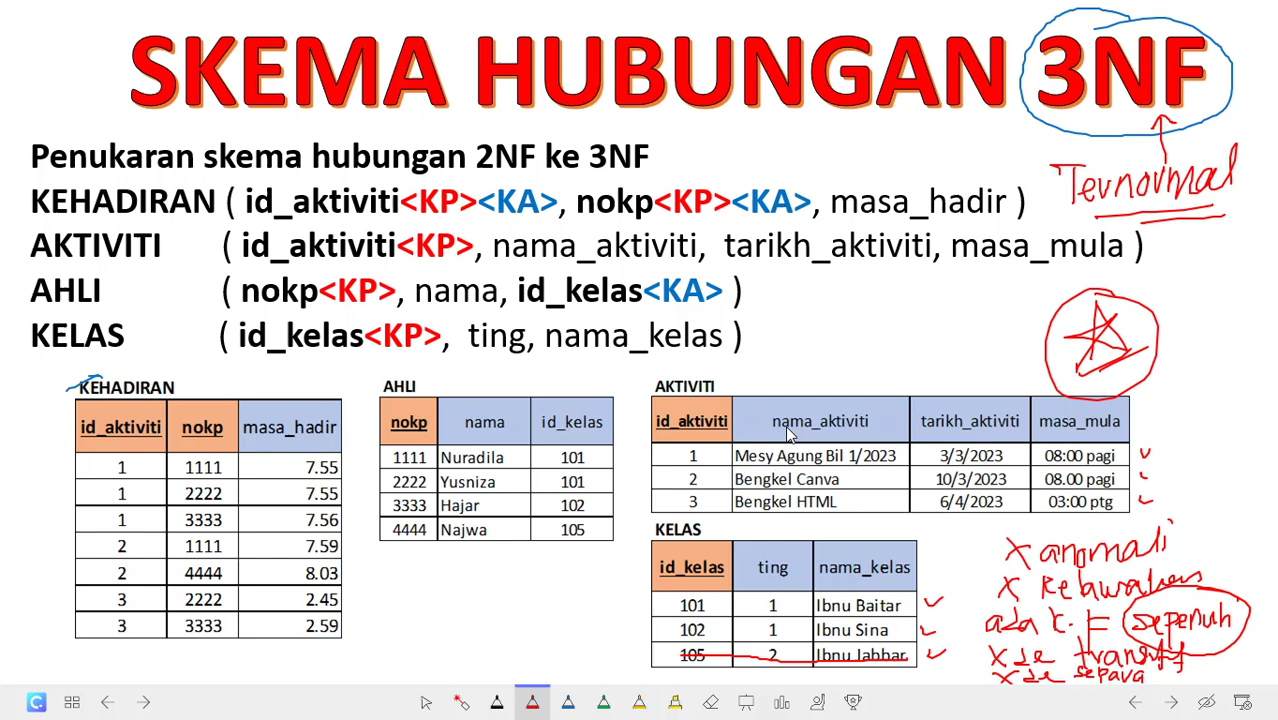 SKEMA HUBUNGAN 3NF
Penukaran skema hubungan 2NF ke 3NF
Ternormal
KEHADIRAN ( id_aktiviti<KP><KA>, nokp<KP><KA>, masa_hadir )
AKTIVITI ( id_aktiviti<KP>, nama_aktiviti, tarikh_aktiviti, masa_mula )
AHLI ( nokp<KP>, nama, id_kelas<KA> )
KELAS ( id_kelas<KP>, ting, nama_kelas )
KEHADIRAN
id_aktiviti nokp masa_hadir
1 1111 7.55
1 2222 7.55
1 3333 7.56
2 1111 7.59
2 4444 8.03
3 2222 2.45
3 3333 2.59
AHLI
nokp nama id_kelas
1111 Nuradila 101
2222 Yusniza 101
3333 Hajar 102
4444 Najwa 105
AKTIVITI
id_aktiviti nama_aktiviti tarikh_aktiviti masa_mula
1 Mesy Agung Bil 1/2023 3/3/2023 08:00 pagi
2 Bengkel Canva 10/3/2023 08.00 pagi
3 Bengkel HTML 6/4/2023 03:00 ptg
KELAS
id_kelas ting nama_kelas
101 1 Ibnu Baitar
102 1 Ibnu Sina
105 2 Ibnu Jabbar
x anomali
x
ada k. F sepenuh
x se transitif
x se separa